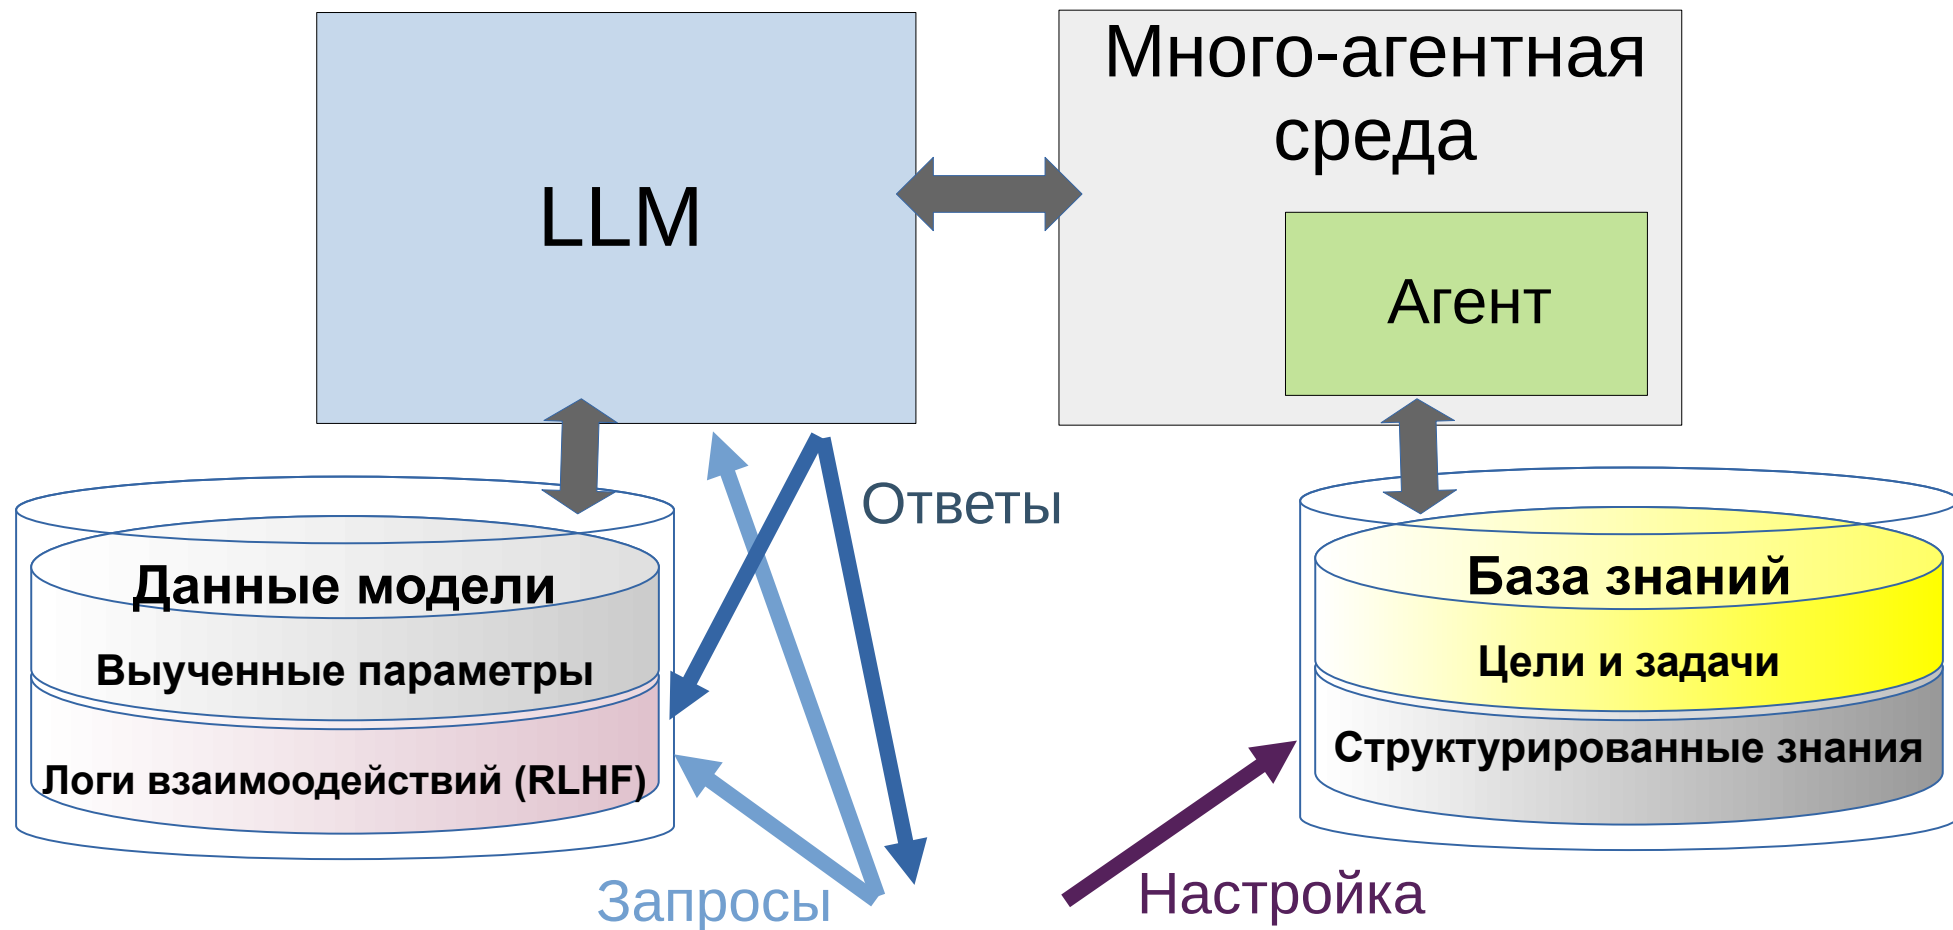 LLM
Много-агентная
среда
Агент
Ответы
Данные модели
Выученные параметры
Логи взаимоодействий (RLHF)
База знаний
Цели и задачи
Структурированные знания
Запросы
Настройка